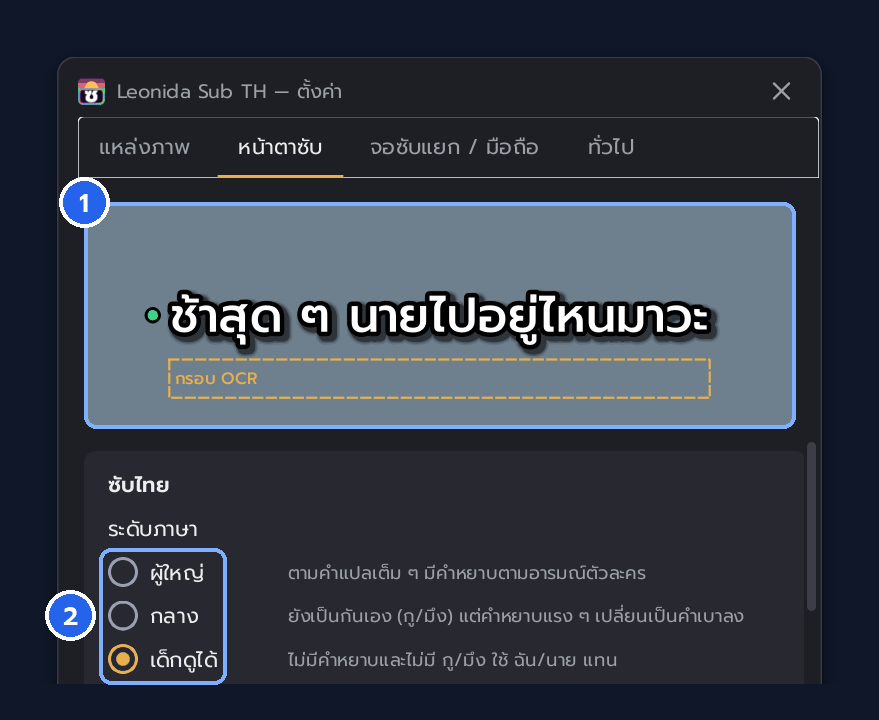 ซั
Leonida Sub TH — ตั้งค่า
แหล่งภาพ หน้าตาซับ จอซับแยก / มือถือ ทั่วไป
1
ช้าสุด ๆ นายไปอยู่ไหนมาวะ
กรอบ OCR
ซับไทย
ระดับภาษา
ผู้ใหญ่ ตามคำแปลเต็ม ๆ มีคำหยาบตามอารมณ์ตัวละคร
2
กลาง ยังเป็นกันเอง (กู/มึง) แต่คำหยาบแรง ๆ เปลี่ยนเป็นคำเบาลง
เด็กดูได้ ไม่มีคำหยาบและไม่มี กู/มึง ใช้ ฉัน/นาย แทน